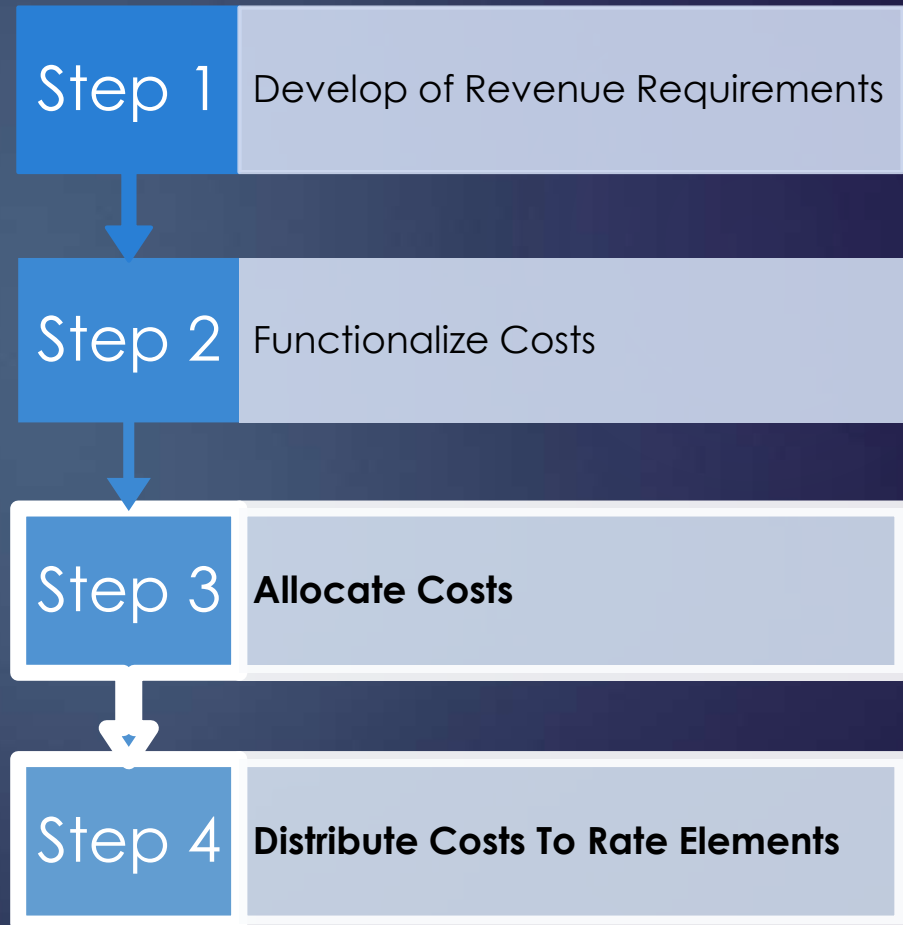 Step 1
Develop of Revenue Requirements
Step 2
Functionalize Costs
Step 3
Allocate Costs
Step 4
Distribute Costs To Rate Elements